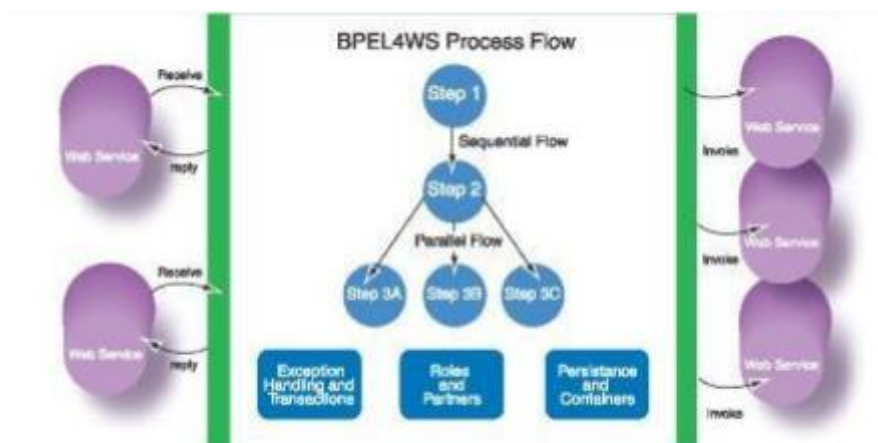 BPEL4WS Process Flow
Receive
Web Service
reply
Receive
Web Service
reply
Step 1
Sequential Flow
Step 2
Parallel Flow
Step 3A
Step 3B
Step 3C
Exception
Handling and
Transactions
Roles
and
Partners
Persistance
and
Containers
Web Service
Invoke
Web Service
Invoke
Web Service
Invoke